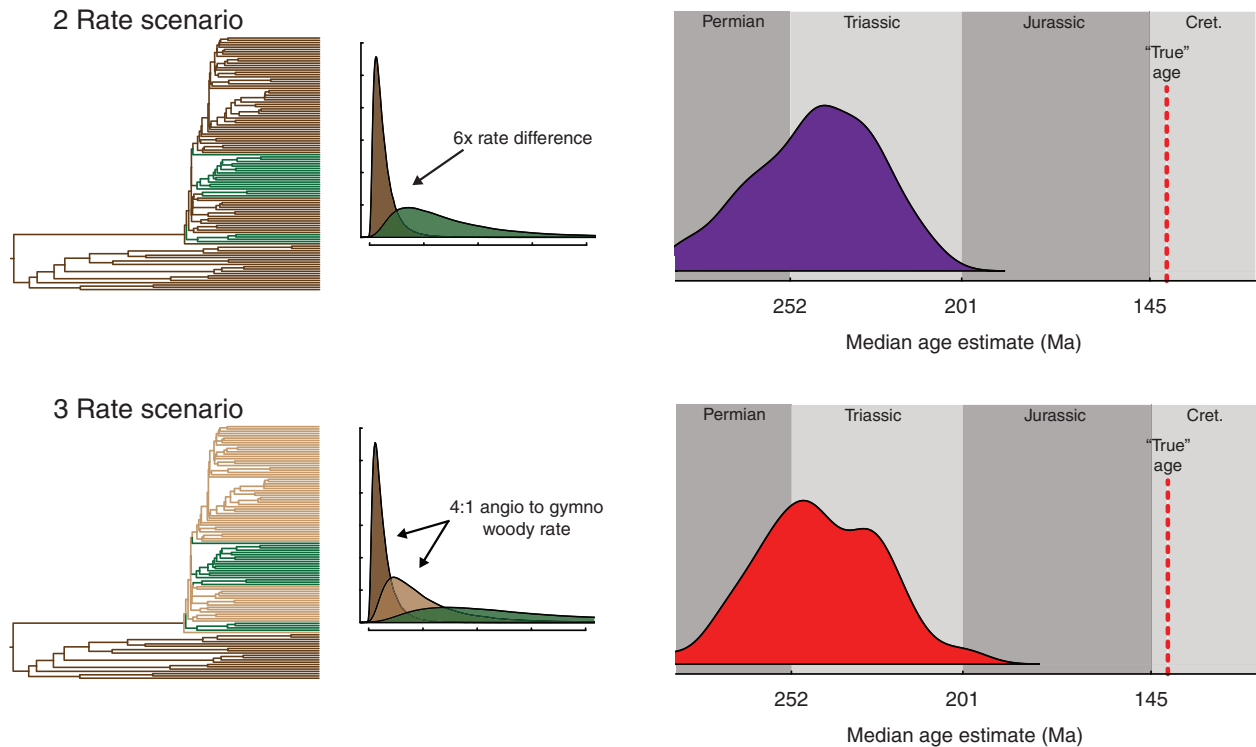 2 Rate scenario
6x rate difference
Permian
Triassic
Jurassic
Cret.
“True”
age
252
201
145
Median age estimate (Ma)
3 Rate scenario
4:1 angio to gymno
woody rate
Permian
Triassic
Jurassic
Cret.
“True”
age
252
201
145
Median age estimate (Ma)